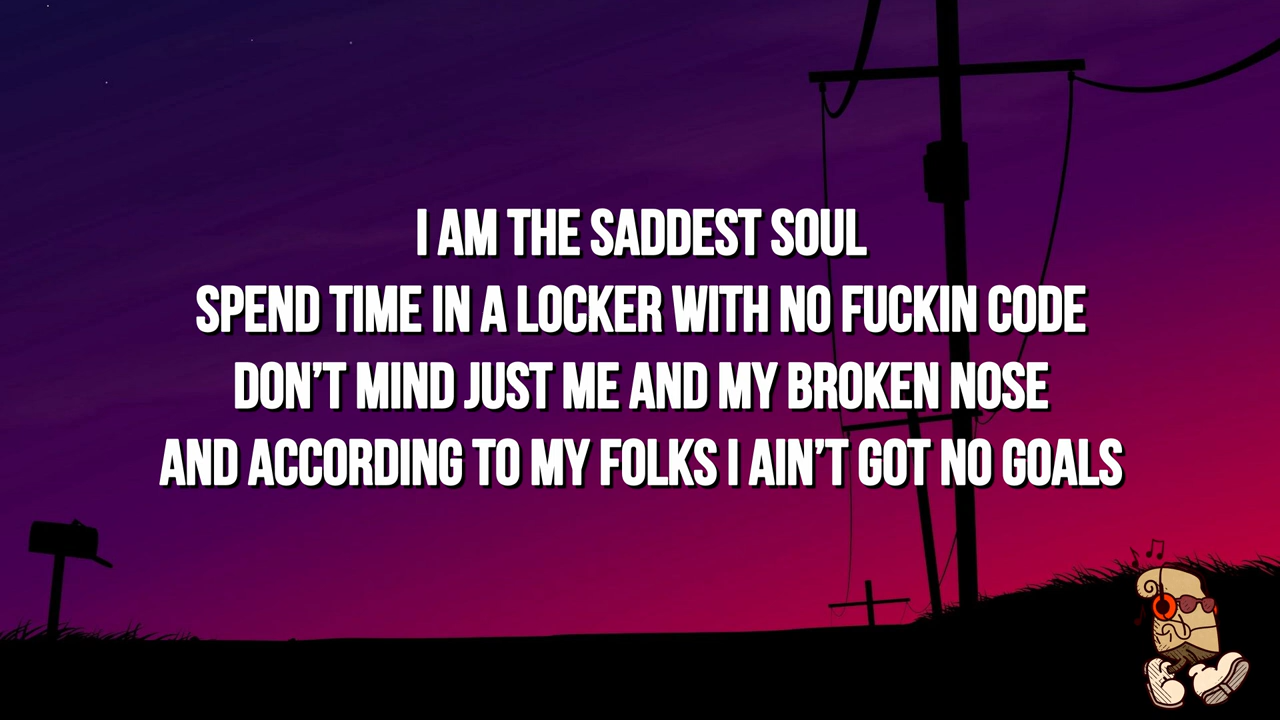 I AM THE SADDEST SOUL
SPEND TIME IN A LOCKER WITH NO FUCKIN CODE
DON'T MIND JUST ME AND MY BROKEN NOSE
AND ACCORDING TO MY FOLKS I AIN'T GOT NO GOALS